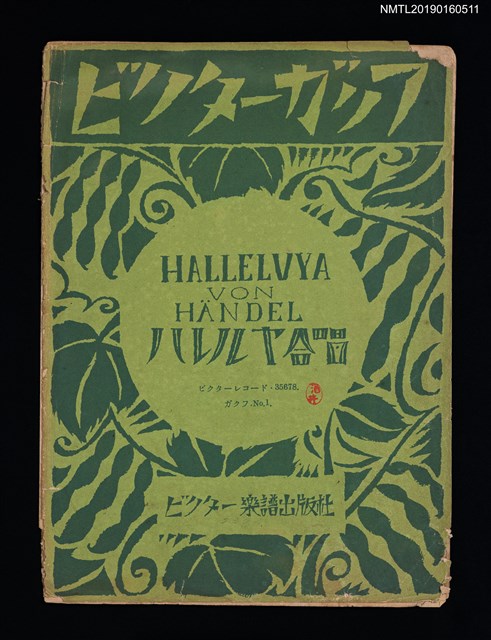 NMTL20190160511
ビクターガクフ
HALLELUYA
VON
HÄNDEL
ハレルヤ合唱
ビクターレコード・35678.
ガクフ.No.1.
ビクター楽譜出版社